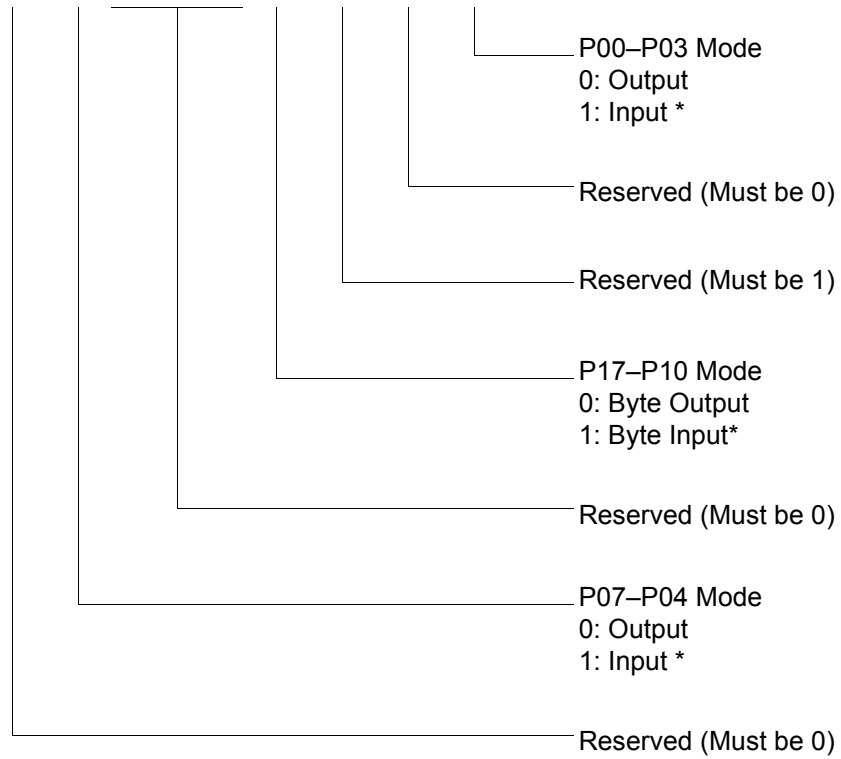 P00–P03 Mode
0: Output
1: Input *
Reserved (Must be 0)
Reserved (Must be 1)
P17–P10 Mode
0: Byte Output
1: Byte Input*
Reserved (Must be 0)
P07–P04 Mode
0: Output
1: Input *
Reserved (Must be 0)